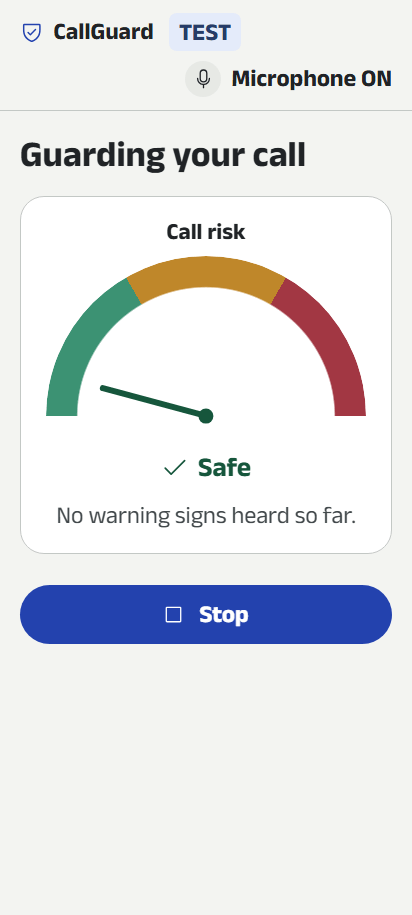 CallGuard TEST
Microphone ON
Guarding your call
Call risk
Safe
No warning signs heard so far.
Stop